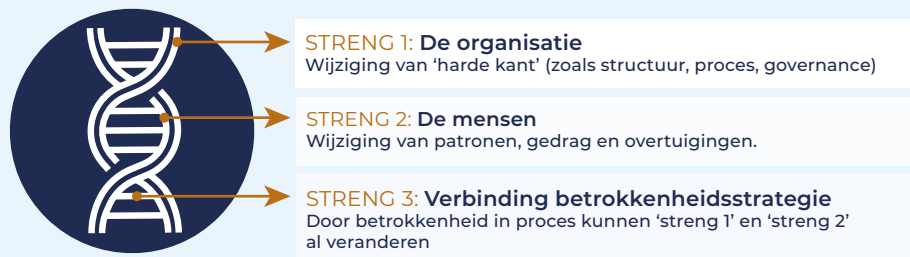 STRENG 1: De organisatie
Wijziging van ‘harde kant’ (zoals structuur, proces, governance)
STRENG 2: De mensen
Wijziging van patronen, gedrag en overtuigingen.
STRENG 3: Verbinding betrokkenheidsstrategie
Door betrokkenheid in proces kunnen ‘streng 1’ en ‘streng 2’
al veranderen